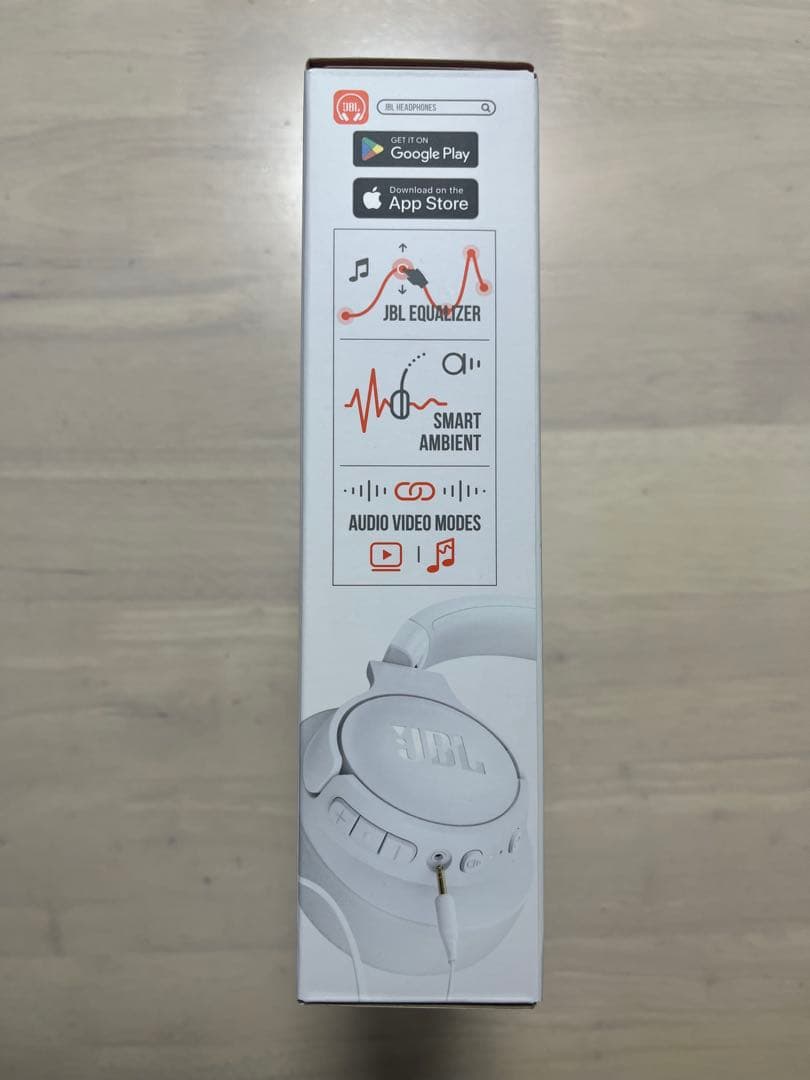 JBL
JBL HEADPHONES
GET IT ON
Google Play
Download on the
App Store
JBL EQUALIZER
SMART
AMBIENT
AUDIO VIDEO MODES
JBL